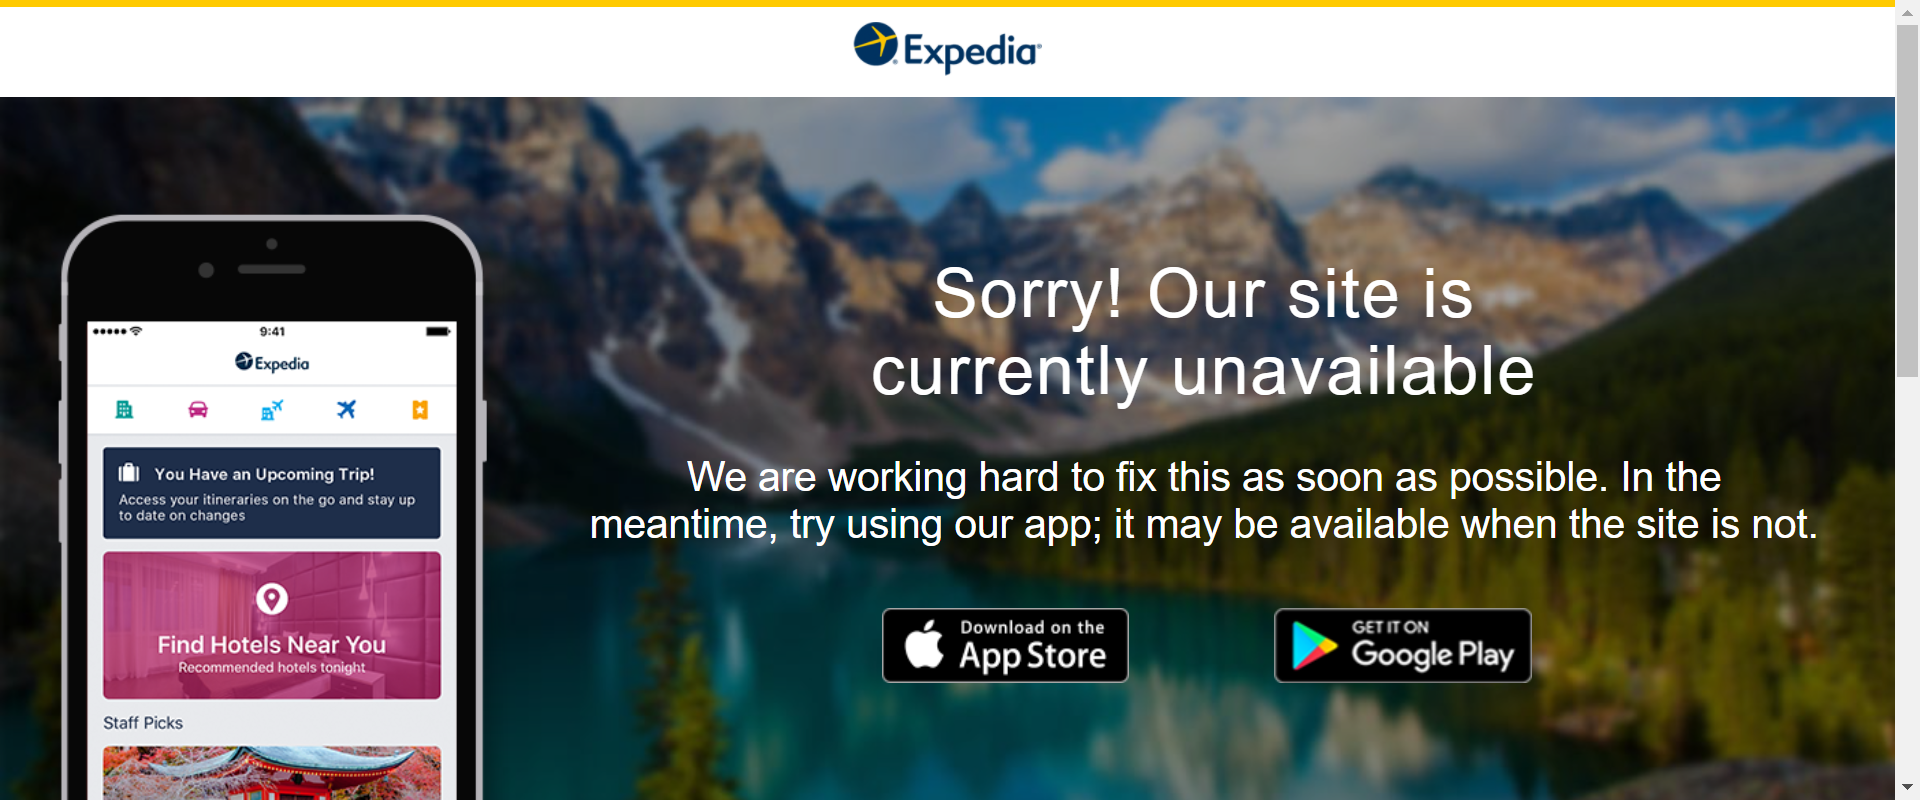 Expedia
Sorry! Our site is
currently unavailable
We are working hard to fix this as soon as possible. In the
meantime, try using our app; it may be available when the site is not.
Download on the
App Store
GET IT ON
Google Play
9:41
Expedia
You Have an Upcoming Trip!
Access your itineraries on the go and stay up
to date on changes
Find Hotels Near You
Recommended hotels tonight
Staff Picks